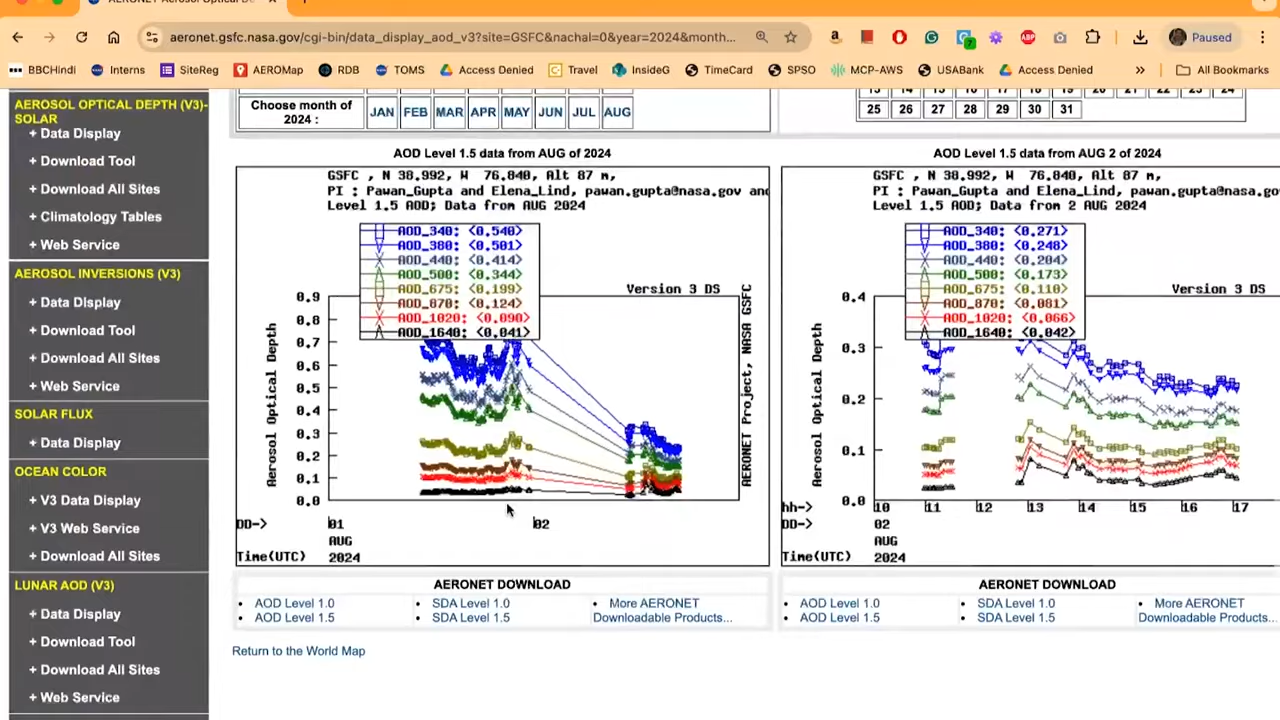 AERONET Aerosol Optical De
aeronet.gsfc.nasa.gov/cgi-bin/data_display_aod_v3?site=GSFC&nachal=0&year=2024&month...
Paused
BBCHindi
Interns
SiteReg
AEROMap
RDB
TOMS
Access Denied
Travel
InsideG
TimeCard
SPSO
MCP-AWS
USABank
Access Denied
»
All Bookmarks
AEROSOL OPTICAL DEPTH (V3)-
SOLAR
+ Data Display
+ Download Tool
+ Download All Sites
+ Climatology Tables
+ Web Service
AEROSOL INVERSIONS (V3)
+ Data Display
+ Download Tool
+ Download All Sites
+ Web Service
SOLAR FLUX
+ Data Display
OCEAN COLOR
+ V3 Data Display
+ V3 Web Service
+ Download All Sites
LUNAR AOD (V3)
+ Data Display
+ Download Tool
+ Download All Sites
+ Web Service
Choose month of
2024 :
JAN FEB MAR APR MAY JUN JUL AUG
25 26 27 28 29 30 31
AOD Level 1.5 data from AUG of 2024
GSFC , N 38.992, W 76.840, Alt 87 m,
PI : Pawan_Gupta and Elena_Lind, pawan.gupta@nasa.gov and
Level 1.5 AOD; Data from AUG 2024
AOD_340: <0.540>
AOD_380: <0.501>
AOD_440: <0.414>
AOD_500: <0.344>
AOD_675: <0.199>
AOD_870: <0.124>
AOD_1020: <0.090>
AOD_1640: <0.041>
Version 3 DS
AERONET Project, NASA GSFC
Aerosol Optical Depth
0.9
0.8
0.7
0.6
0.5
0.4
0.3
0.2
0.1
0.0
DD-> 01 02
AUG
Time(UTC) 2024
AERONET DOWNLOAD
• AOD Level 1.0 • SDA Level 1.0 • More AERONET
• AOD Level 1.5 • SDA Level 1.5 Downloadable Products...
AOD Level 1.5 data from AUG 2 of 2024
GSFC , N 38.992, W 76.840, Alt 87 m,
PI : Pawan_Gupta and Elena_Lind, pawan.gupta@nasa.go
Level 1.5 AOD; Data from 2 AUG 2024
AOD_340: <0.271>
AOD_380: <0.248>
AOD_440: <0.204>
AOD_500: <0.173>
AOD_675: <0.110>
AOD_870: <0.081>
AOD_1020: <0.066>
AOD_1640: <0.042>
Version 3 DS
Aerosol Optical Depth
0.4
0.3
0.2
0.1
0.0
hh-> 10 11 12 13 14 15 16 17
DD-> 02
AUG
Time(UTC) 2024
AERONET DOWNLOAD
• AOD Level 1.0 • SDA Level 1.0 • More AERONET
• AOD Level 1.5 • SDA Level 1.5 Downloadable Products...
Return to the World Map